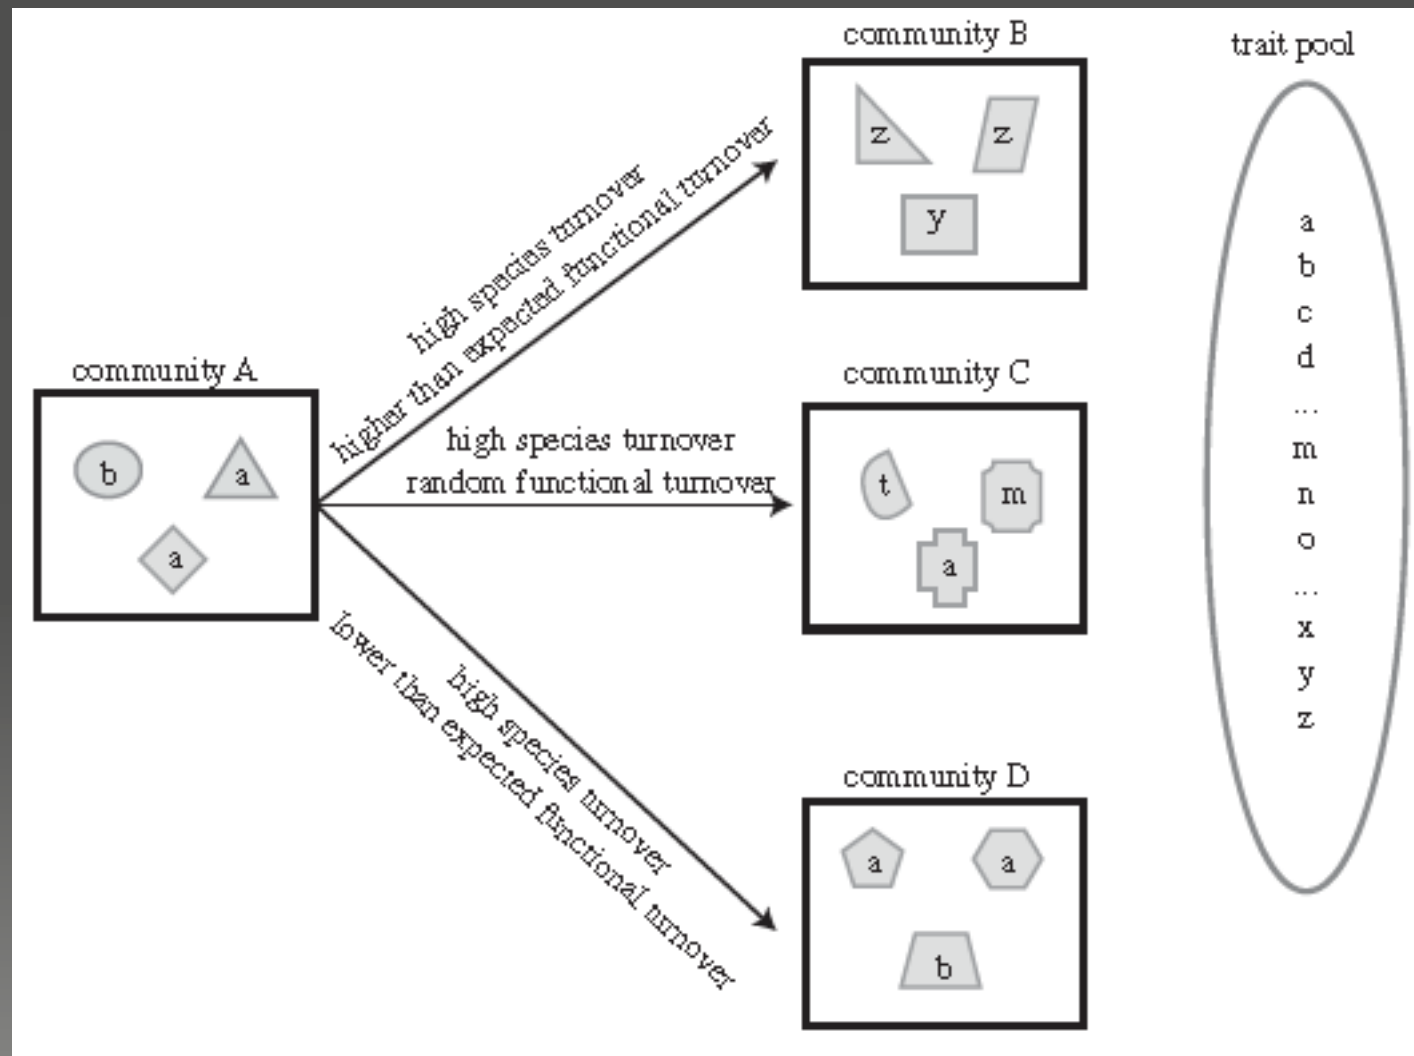 community A
b
a
a
high species turnover
higher than expected functional turnover
high species turnover
random functional turnover
high species turnover
lower than expected functional turnover
community B
z
z
y
community C
t
m
a
community D
a
a
b
trait pool
a
b
c
d
...
m
n
o
...
x
y
z